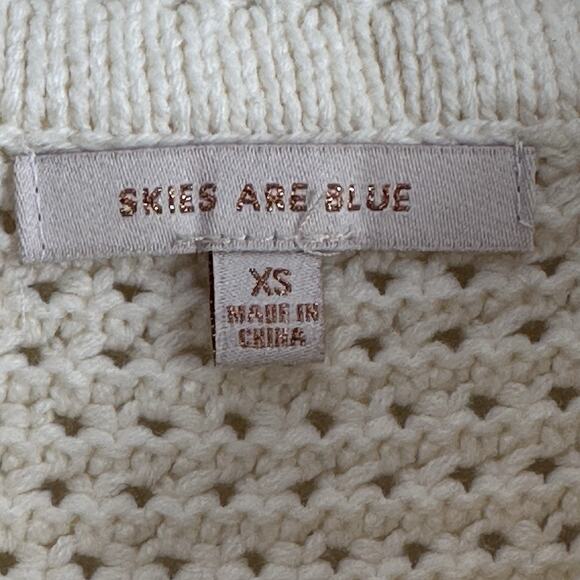 SKIES ARE BLUE
XS
MADE IN
CHINA